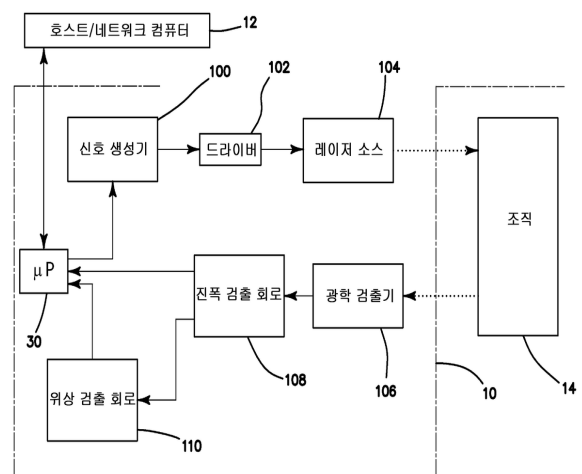 호스트/네트워크 컴퓨터
12
100
102
104
신호 생성기
드라이버
레이저 소스
조직
μP
30
진폭 검출 회로
광학 검출기
108
106
위상 검출 회로
110
10
14